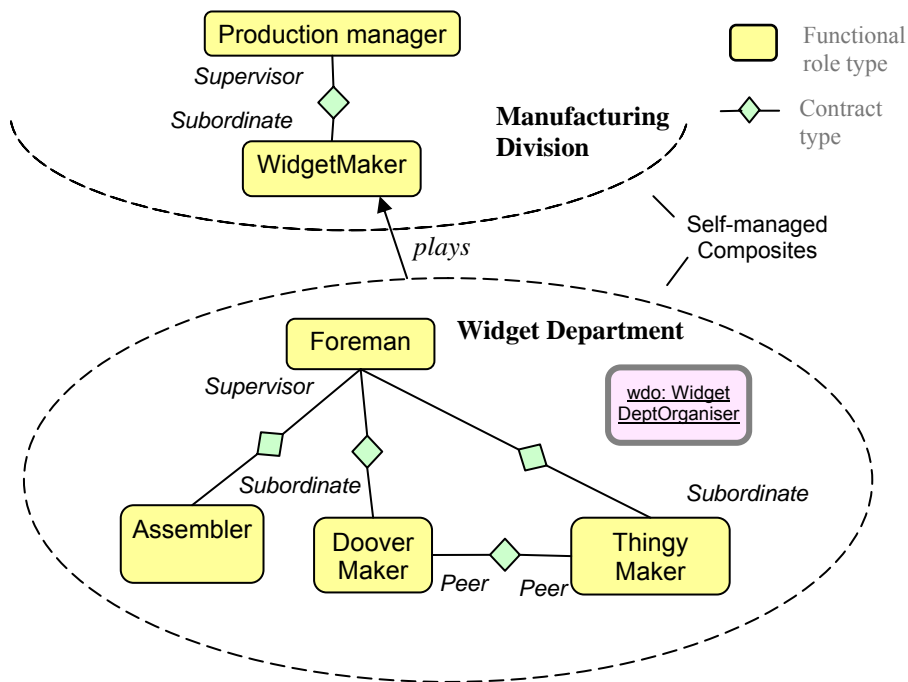 Production manager
Supervisor
Subordinate
WidgetMaker
Manufacturing
Division
Functional
role type
Contract
type
Self-managed
Composites
plays
Widget Department
Foreman
Supervisor
wdo: Widget
DeptOrganiser
Subordinate
Subordinate
Assembler
Doover
Maker
Thingy
Maker
Peer
Peer